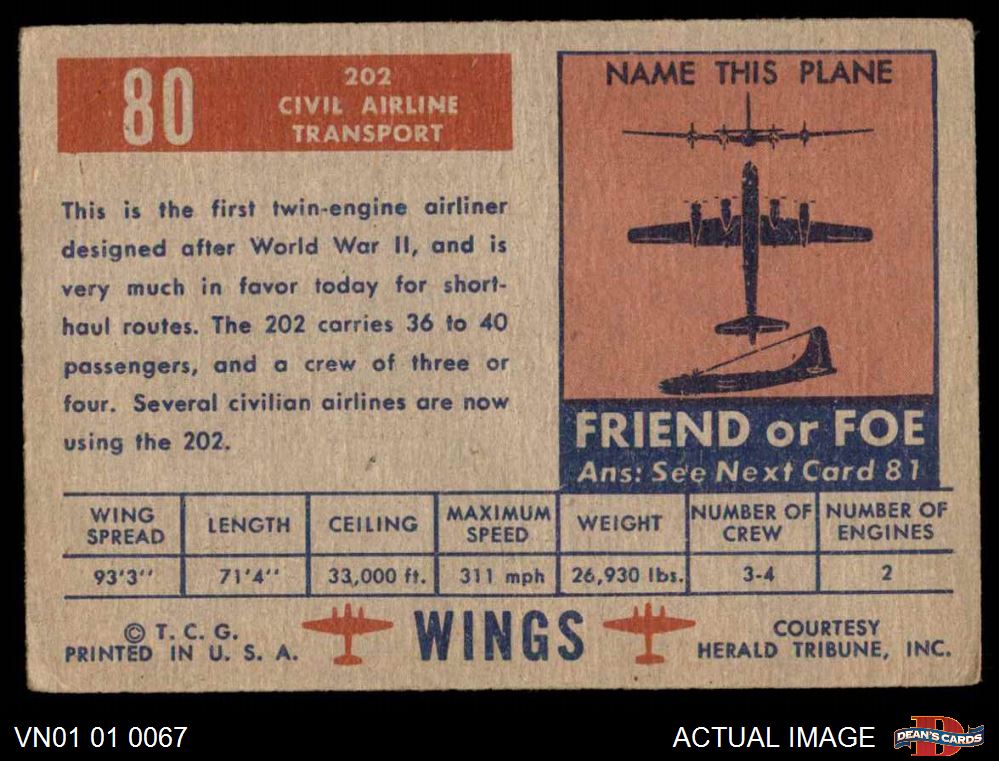 80
202
CIVIL AIRLINE
TRANSPORT
This is the first twin-engine airliner
designed after World War II, and is
very much in favor today for short-
haul routes. The 202 carries 36 to 40
passengers, and a crew of three or
four. Several civilian airlines are now
using the 202.
NAME THIS PLANE
FRIEND or FOE
Ans: See Next Card 81
WING SPREAD LENGTH CEILING MAXIMUM SPEED WEIGHT NUMBER OF CREW NUMBER OF ENGINES
93'3'' 71'4'' 33,000 ft. 311 mph 26,930 lbs. 3-4 2
© T. C. G.
PRINTED IN U. S. A.
WINGS
COURTESY
HERALD TRIBUNE, INC.
VN01 01 0067
ACTUAL IMAGE
D
DEAN'S CARDS